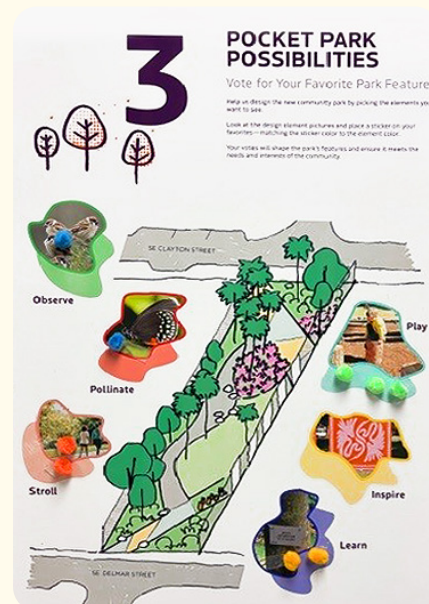 3
POCKET PARK
POSSIBILITIES
Vote for Your Favorite Park Feature
Help us design the new community park by picking the elements you
want to see.
Look at the design element pictures and place a sticker on your
favorites—matching the sticker color to the element color.
Your votes will shape the park's features and ensure it meets the
needs and interests of the community
SE CLAYTON STREET
Observe
Play
Pollinate
Stroll
Inspire
Learn
SE DELMAR STREET